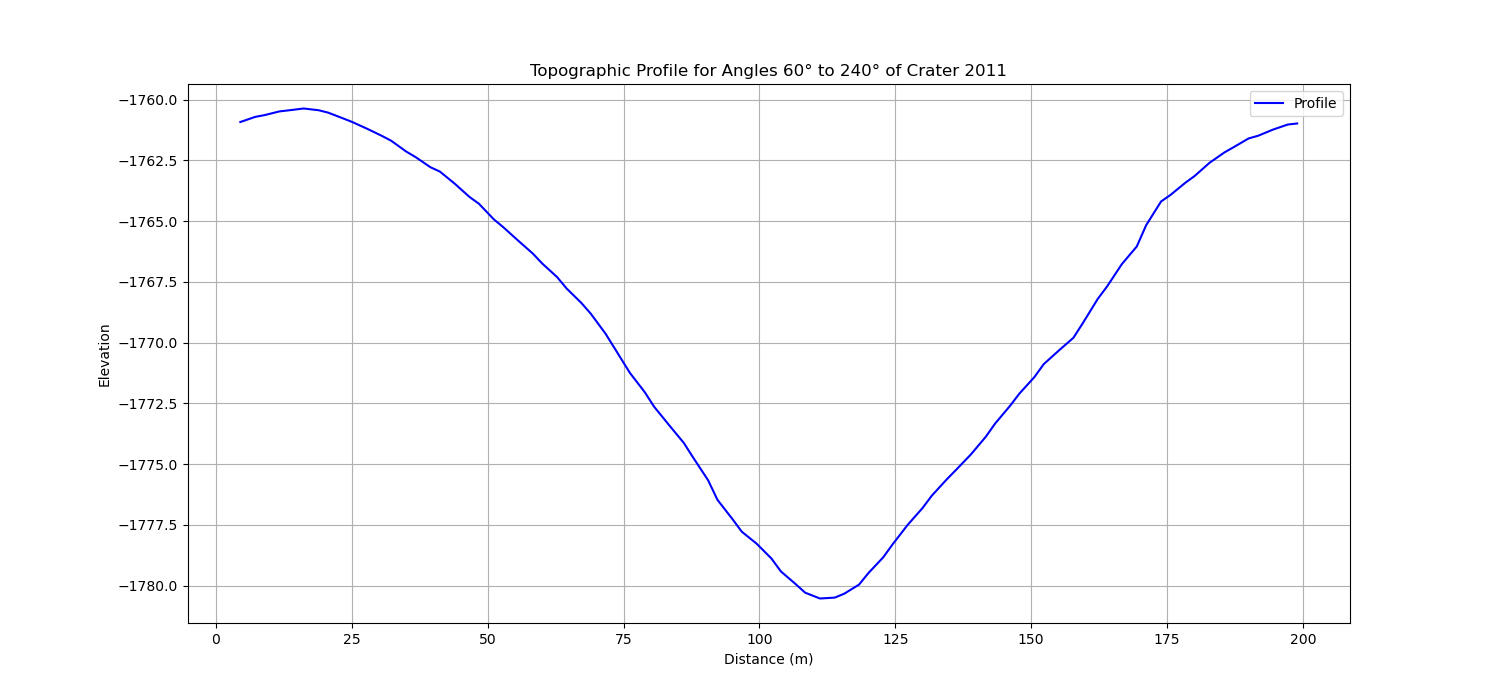 Topographic Profile for Angles 60° to 240° of Crater 2011
Profile
−1760.0
−1762.5
−1765.0
−1767.5
−1770.0
−1772.5
−1775.0
−1777.5
−1780.0
Elevation
0 25 50 75 100 125 150 175 200
Distance (m)